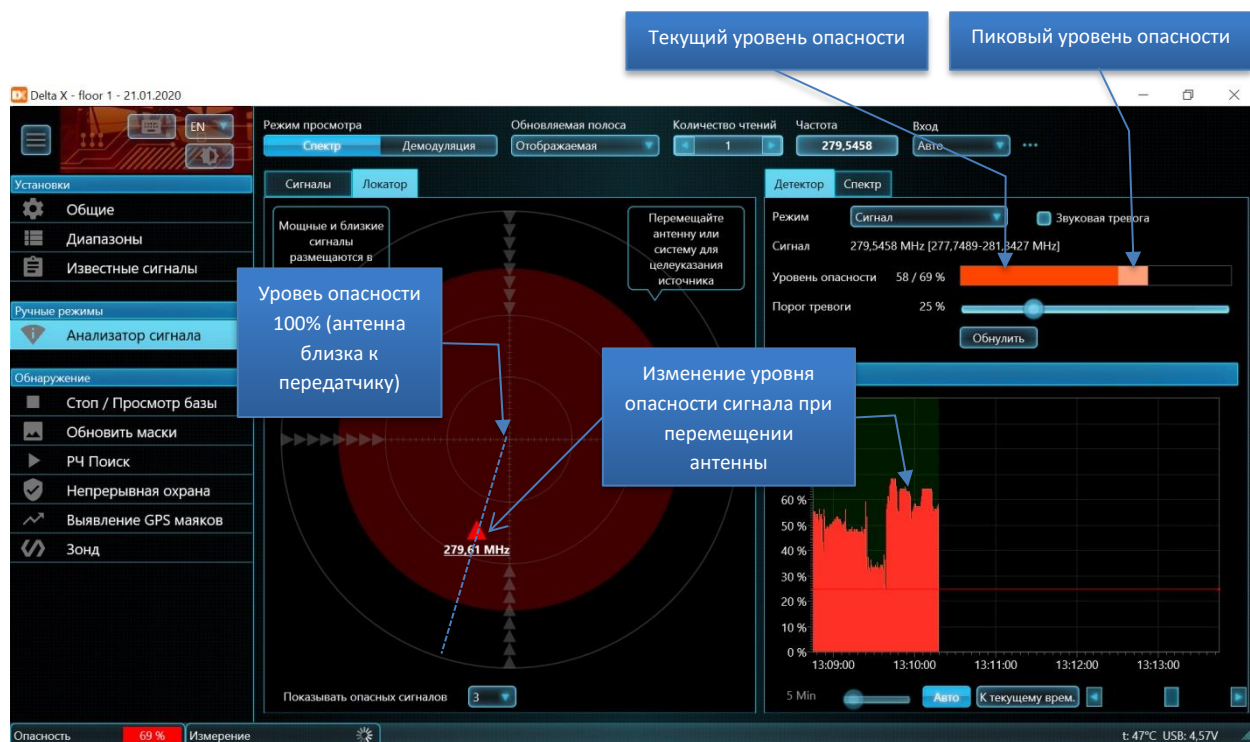 Текущий уровень опасности
Пиковый уровень опасности
Delta X - floor 1 - 21.01.2020
EN
Режим просмотра
Обновляемая полоса
Количество чтений
Частота
Вход
Спектр
Демодуляция
Отображаемая
1
279,5458
Авто
Установки
Общие
Диапазоны
Известные сигналы
Ручные режимы
Анализатор сигнала
Обнаружение
Стоп / Просмотр базы
Обновить маски
РЧ Поиск
Непрерывная охрана
Выявление GPS маяков
Зонд
Сигналы
Локатор
Мощные и близкие
сигналы
размещаются в
Перемещайте
антенну или
систему для
целеуказания
источника
Уровеь опасности
100% (антенна
близка к
передатчику)
Изменение уровня
опасности сигнала при
перемещении
антенны
279,61 MHz
Показывать опасных сигналов
3
Детектор
Спектр
Режим
Сигнал
Звуковая тревога
Сигнал
279,5458 MHz [277,7489-281,3427 MHz]
Уровень опасности
58 / 69 %
Порог тревоги
25 %
Обнулить
60 %
50 %
40 %
30 %
20 %
10 %
0 %
13:09:00
13:10:00
13:11:00
13:12:00
13:13:00
5 Min
Авто
К текущему врем.
Опасность
69 %
Измерение
t: 47°C USB: 4,57V